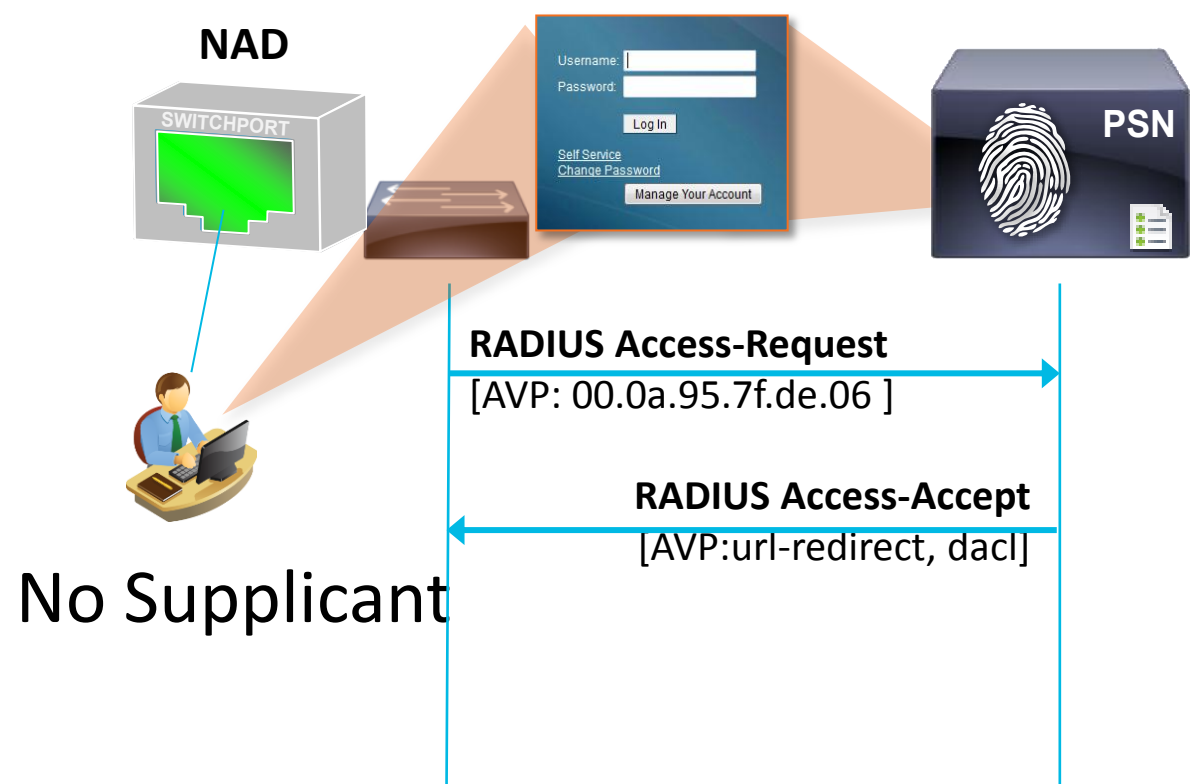 NAD
SWITCHPORT
Username:
Password:
Log In
Self Service
Change Password
Manage Your Account
PSN
RADIUS Access-Request
[AVP: 00.0a.95.7f.de.06 ]
RADIUS Access-Accept
[AVP:url-redirect, dacl]
No Supplicant